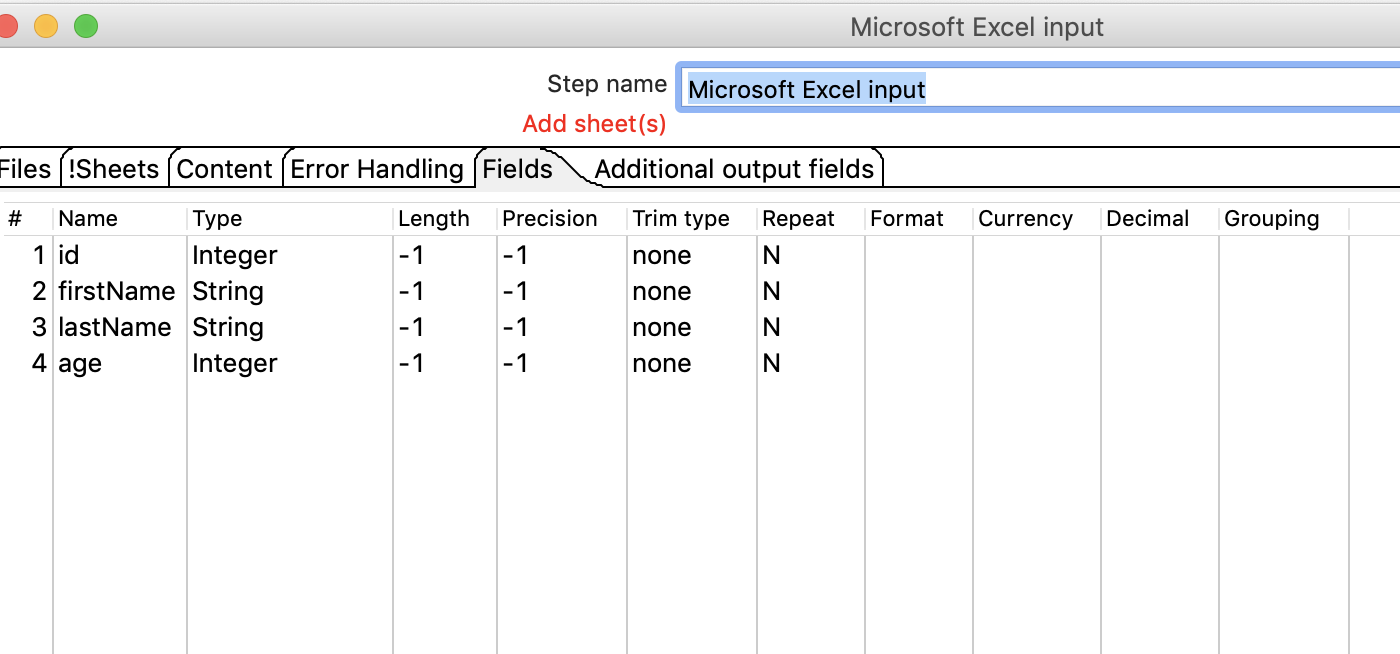 Microsoft Excel input
Step name Microsoft Excel input
Add sheet(s)
Files !Sheets Content Error Handling Fields Additional output fields
# Name Type Length Precision Trim type Repeat Format Currency Decimal Grouping
1 id Integer -1 -1 none N
2 firstName String -1 -1 none N
3 lastName String -1 -1 none N
4 age Integer -1 -1 none N